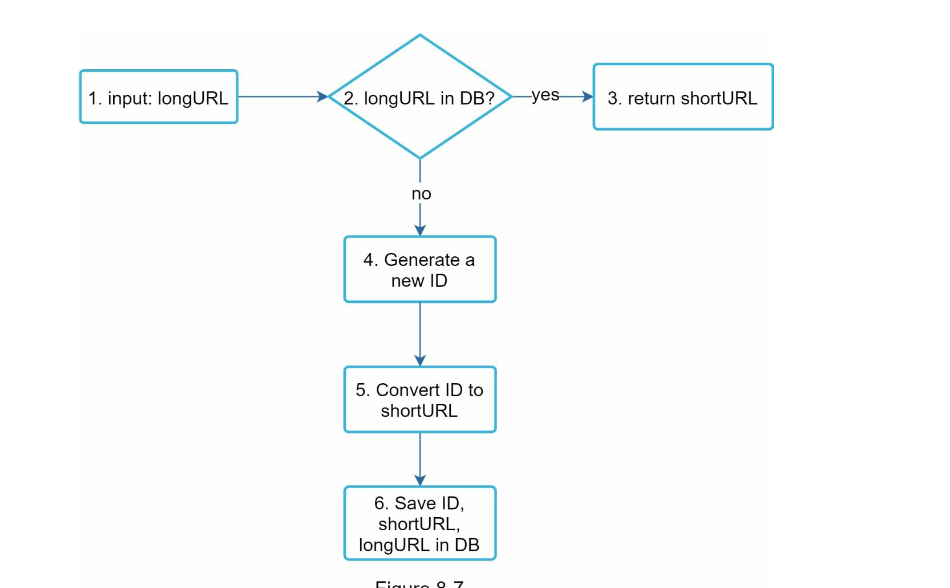 1. input: longURL
2. longURL in DB?
yes
3. return shortURL
no
4. Generate a
new ID
5. Convert ID to
shortURL
6. Save ID,
shortURL,
longURL in DB
Figure 8-7